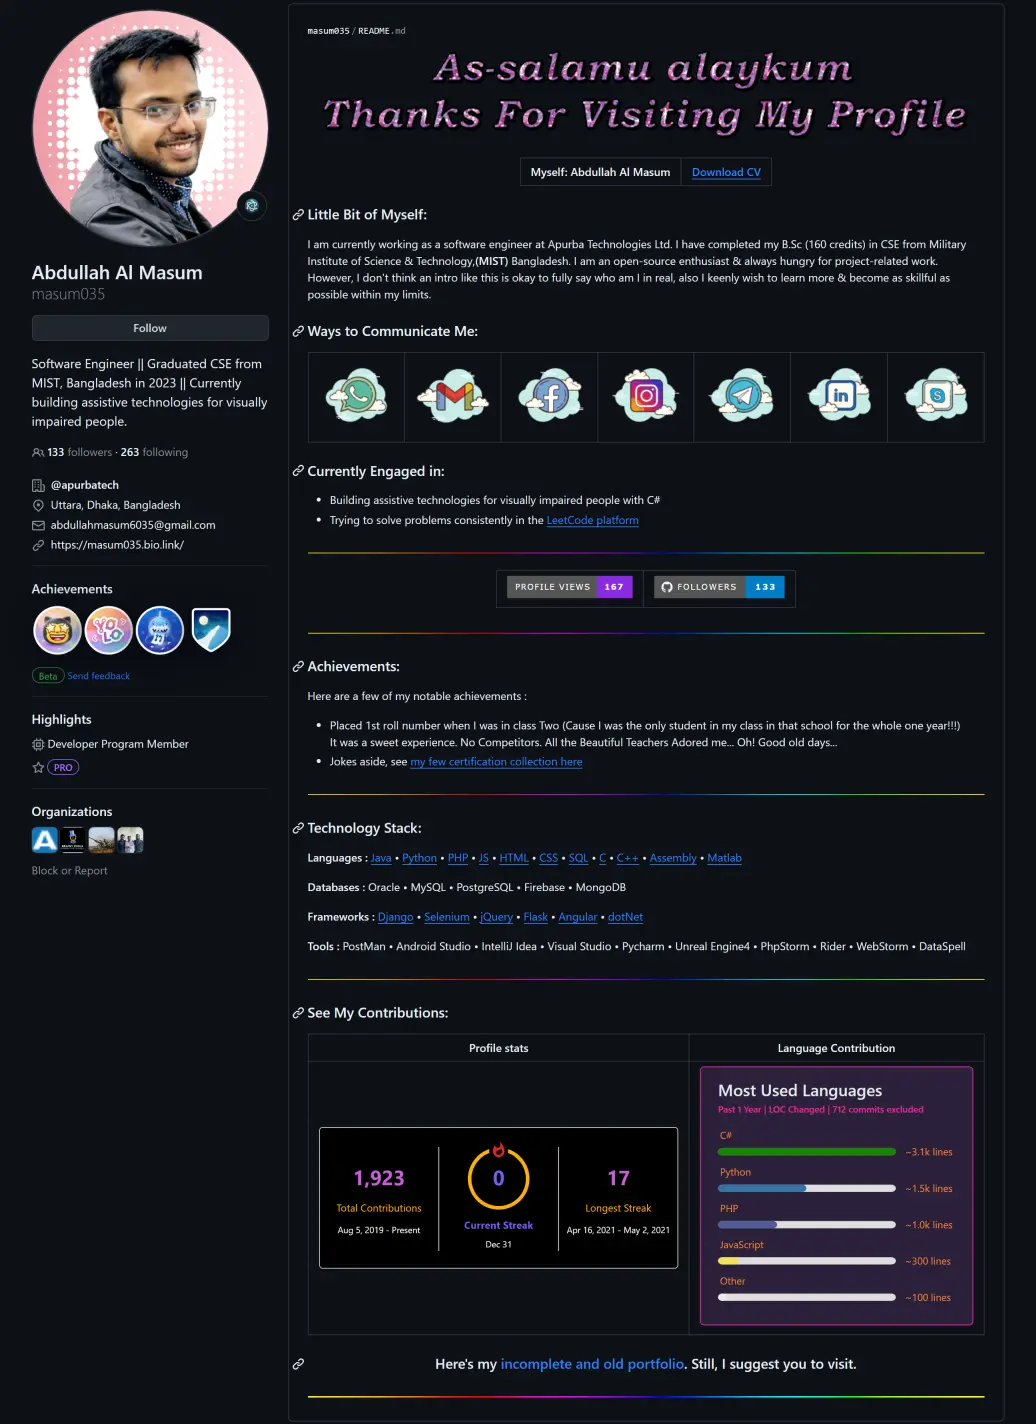 Abdullah Al Masum
masum035
Follow
Software Engineer || Graduated CSE from
MIST, Bangladesh in 2023 || Currently
building assistive technologies for visually
impaired people.
133 followers · 263 following
@apurbatech
Uttara, Dhaka, Bangladesh
abdullahmasum6035@gmail.com
https://masum035.bio.link/
Achievements
YOLO
Beta Send feedback
Highlights
Developer Program Member
PRO
Organizations
A
Block or Report
masum035/README.md
As-salamu alaykum
Thanks For Visiting My Profile
Myself: Abdullah Al Masum
Download CV
Little Bit of Myself:
I am currently working as a software engineer at Apurba Technologies Ltd. I have completed my B.Sc (160 credits) in CSE from Military
Institute of Science & Technology,(MIST) Bangladesh. I am an open-source enthusiast & always hungry for project-related work.
However, I don't think an intro like this is okay to fully say who am I in real, also I keenly wish to learn more & become as skillful as
possible within my limits.
Ways to Communicate Me:
Currently Engaged in:
• Building assistive technologies for visually impaired people with C#
• Trying to solve problems consistently in the LeetCode platform
PROFILE VIEWS 167
FOLLOWERS 133
Achievements:
Here are a few of my notable achievements :
• Placed 1st roll number when I was in class Two (Cause I was the only student in my class in that school for the whole one year!!!)
It was a sweet experience. No Competitors. All the Beautiful Teachers Adored me... Oh! Good old days...
• Jokes aside, see my few certification collection here
Technology Stack:
Languages : Java • Python • PHP • JS • HTML • CSS • SQL • C • C++ • Assembly • Matlab
Databases : Oracle • MySQL • PostgreSQL • Firebase • MongoDB
Frameworks : Django • Selenium • jQuery • Flask • Angular • dotNet
Tools : PostMan • Android Studio • IntelliJ Idea • Visual Studio • Pycharm • Unreal Engine4 • PhpStorm • Rider • WebStorm • DataSpell
See My Contributions:
Profile stats
1,923
Total Contributions
Aug 5, 2019 - Present
0
Current Streak
Dec 31
17
Longest Streak
Apr 16, 2021 - May 2, 2021
Language Contribution
Most Used Languages
Past 1 Year | LOC Changed | 712 commits excluded
C#
~3.1k lines
Python
~1.5k lines
PHP
~1.0k lines
JavaScript
~300 lines
Other
~100 lines
Here's my incomplete and old portfolio. Still, I suggest you to visit.